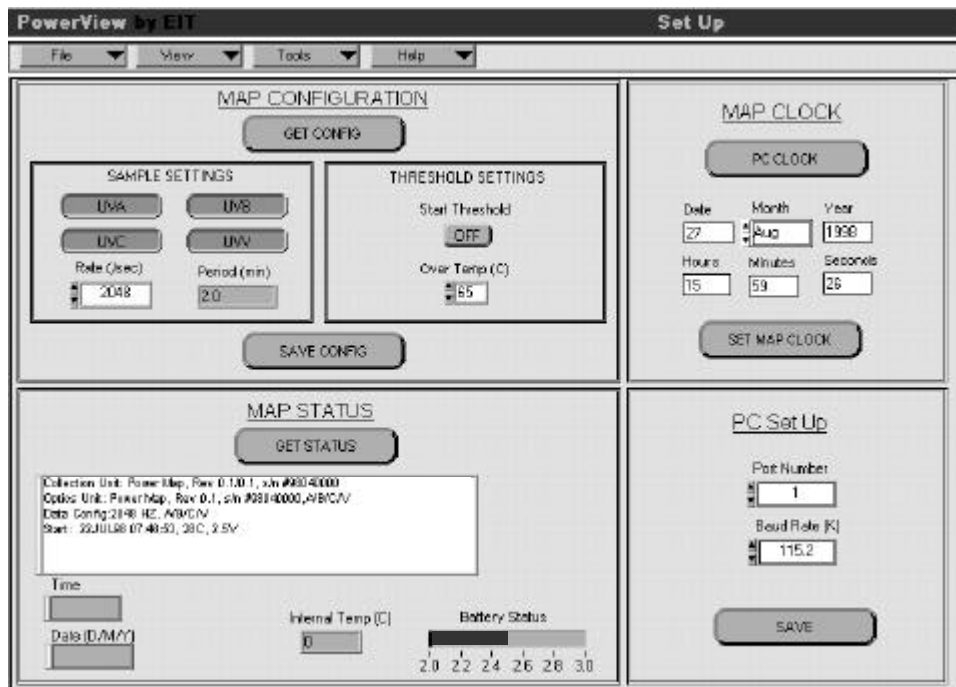 PowerView by EIT
Set Up
File View Tools Help
MAP CONFIGURATION
GET CONFIG
SAMPLE SETTINGS
UVA UVB
UVC UVV
Rate (/sec) Period (min)
2048 2.0
THRESHOLD SETTINGS
Start Threshold
OFF
Over Temp (C)
65
SAVE CONFIG
MAP CLOCK
PC CLOCK
Date Month Year
27 Aug 1998
Hours Minutes Seconds
15 59 26
SET MAP CLOCK
MAP STATUS
GET STATUS
Collection Unit: Power Map, Rev 0.1/0.1, s/n #98040000
Optics Unit: Power Map, Rev 0.1, s/n #98040000, A/B/C/V
Data Config: 2048 HZ, A/B/C/V
Start: 22JUL98 07:48:53, 28C, 2.5V
Time
Date (D/M/Y)
Internal Temp (C)
0
Battery Status
2.0 2.2 2.4 2.6 2.8 3.0
PC Set Up
Port Number
1
Baud Rate (K)
115.2
SAVE